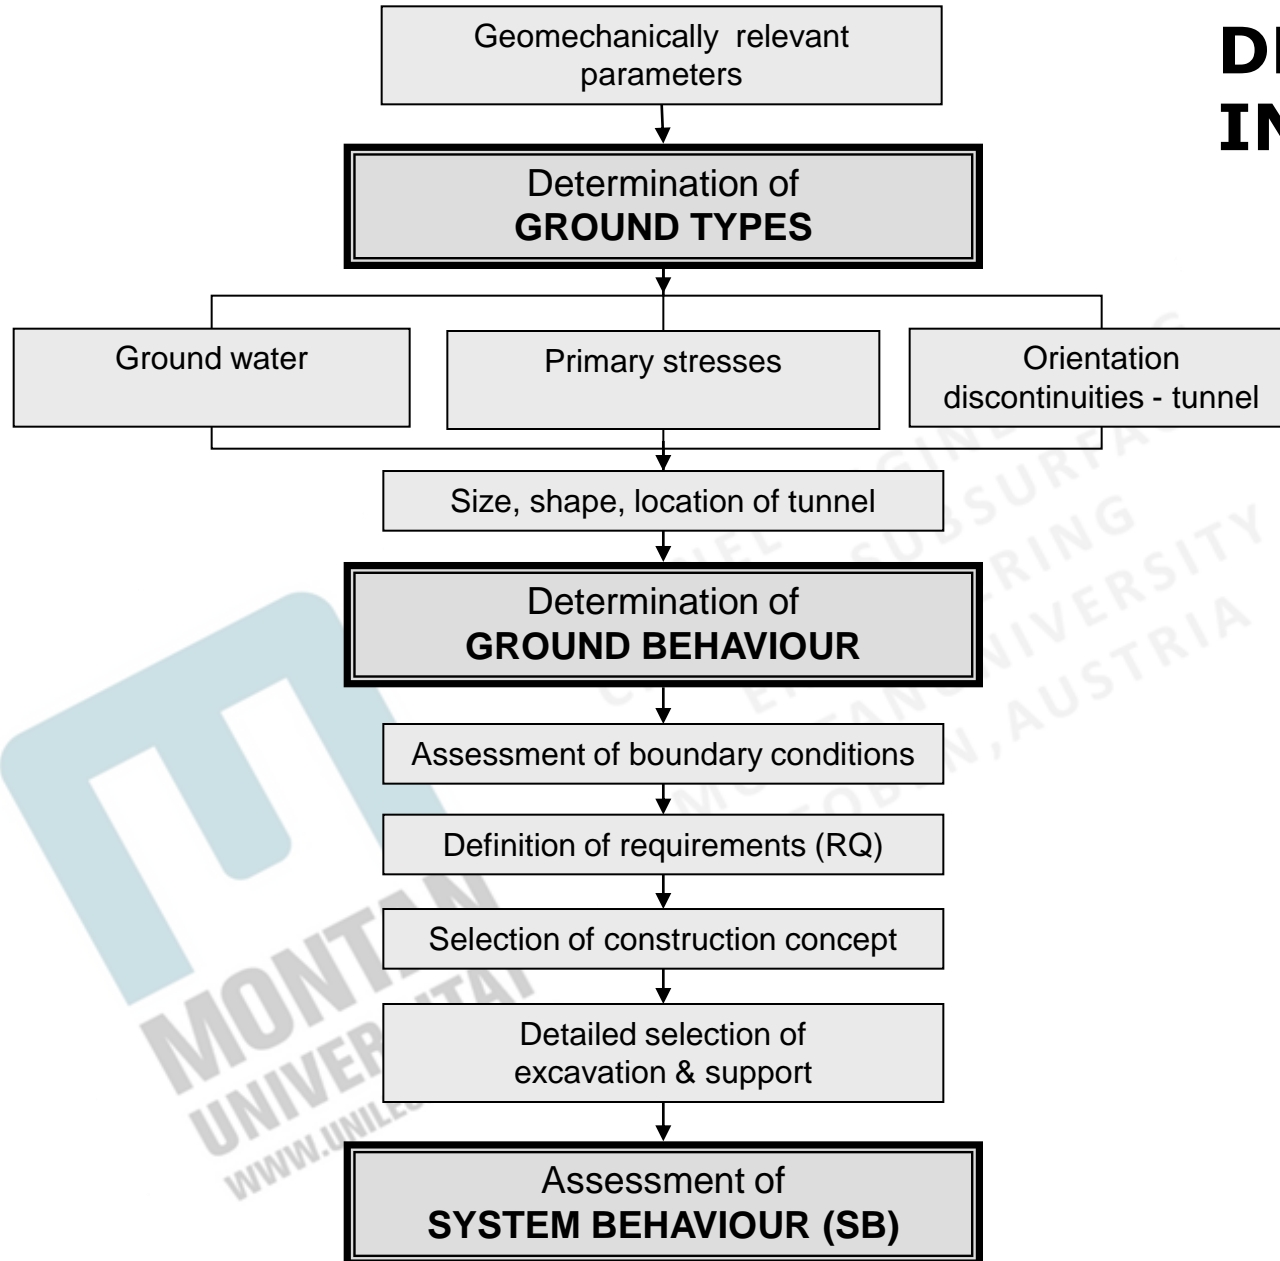 Geomechanically relevant
parameters
Determination of
GROUND TYPES
Ground water
Primary stresses
Orientation
discontinuities - tunnel
Size, shape, location of tunnel
Determination of
GROUND BEHAVIOUR
Assessment of boundary conditions
Definition of requirements (RQ)
Selection of construction concept
Detailed selection of
excavation & support
Assessment of
SYSTEM BEHAVIOUR (SB)
MONTAN